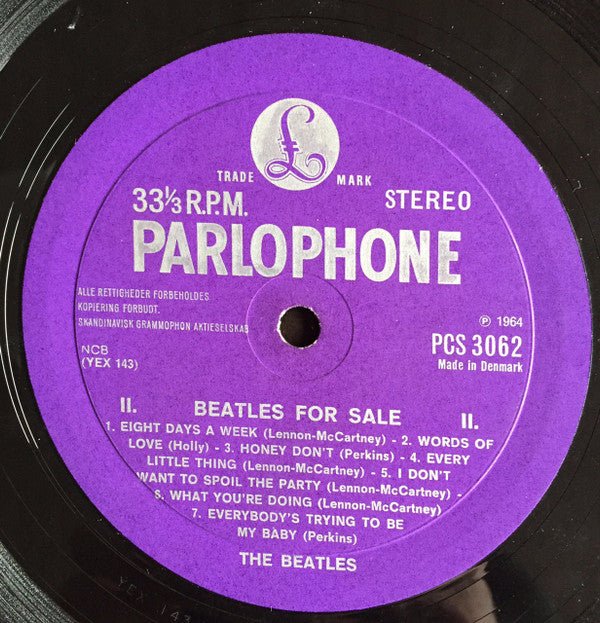 £
TRADE MARK
33⅓ R.P.M. STEREO
PARLOPHONE
ALLE RETTIGHEDER FORBEHOLDES
KOPIERING FORBUDT.
SKANDINAVISK GRAMMOPHON AKTIESELSKAB
℗ 1964
NCB
(YEX 143)
PCS 3062
Made in Denmark
II. BEATLES FOR SALE II.
1. EIGHT DAYS A WEEK (Lennon-McCartney) - 2. WORDS OF
LOVE (Holly) - 3. HONEY DON'T (Perkins) - 4. EVERY
LITTLE THING (Lennon-McCartney) - 5. I DON'T
WANT TO SPOIL THE PARTY (Lennon-McCartney) -
6. WHAT YOU'RE DOING (Lennon-McCartney)
7. EVERYBODY'S TRYING TO BE
MY BABY (Perkins)
THE BEATLES
YEX 143